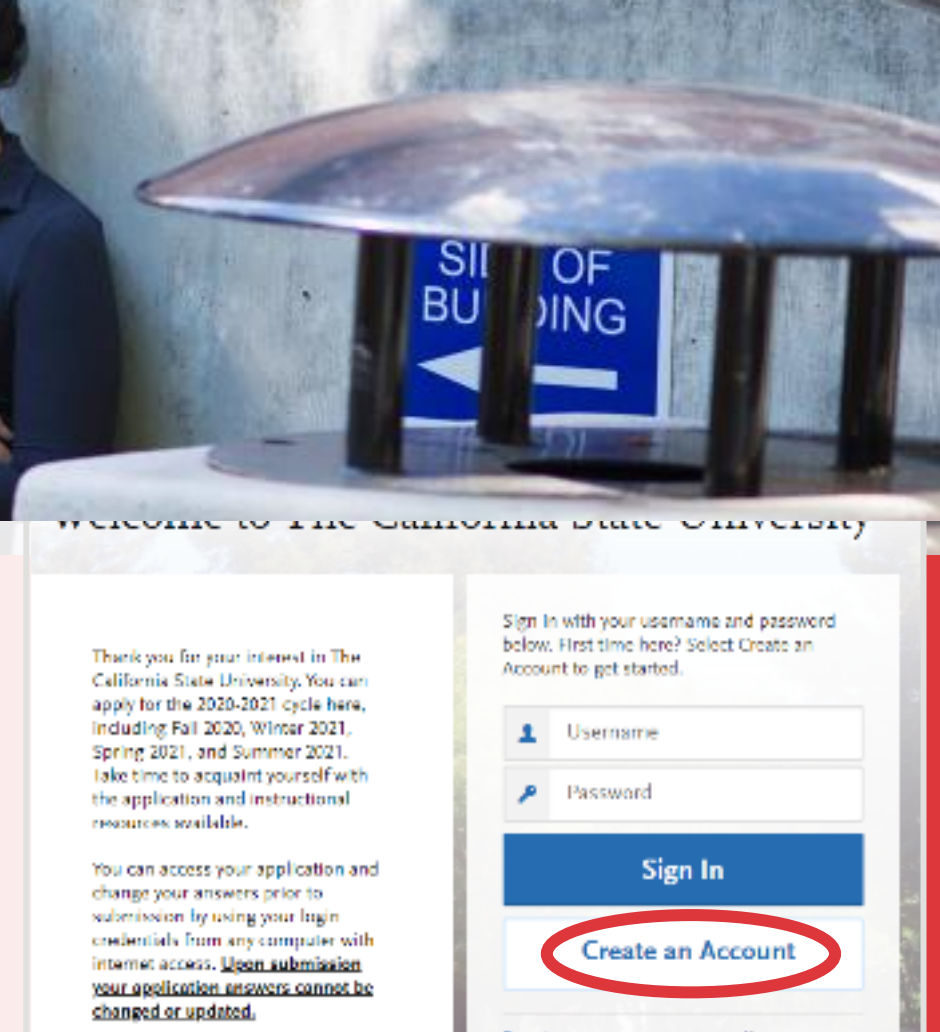 OF
BU DING
Welcome to The California State University
Thank you for your interest in The
California State University. You can
apply for the 2020-2021 cycle here,
including Fall 2020, Winter 2021,
Spring 2021, and Summer 2021.
Take time to acquaint yourself with
the application and instructional
resources available.
You can access your application and
change your answers prior to
submission by using your login
credentials from any computer with
internet access. Upon submission
your application answers cannot be
changed or updated.
Sign in with your username and password
below. First time here? Select Create an
Account to get started.
Username
Password
Sign In
Create an Account